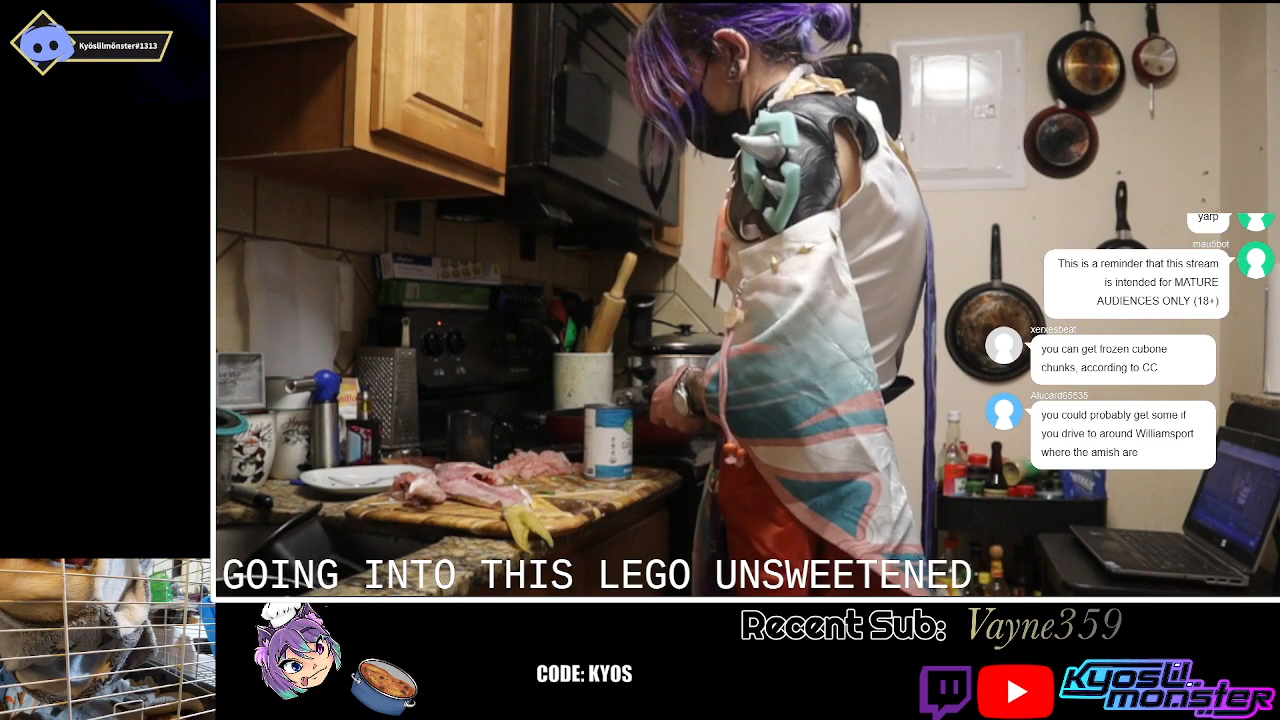 Kyöslilmönster#1313
yarp
mau5bot
This is a reminder that this stream
is intended for MATURE
AUDIENCES ONLY (18+)
xerxesbeat
you can get frozen cubone
chunks, according to CC
Alucard65535
you could probably get some if
you drive to around Williamsport
where the amish are
GOING INTO THIS LEGO UNSWEETENED
Recent Sub: Vayne359
CODE: KYOS
KYOSLIL
MONSTER